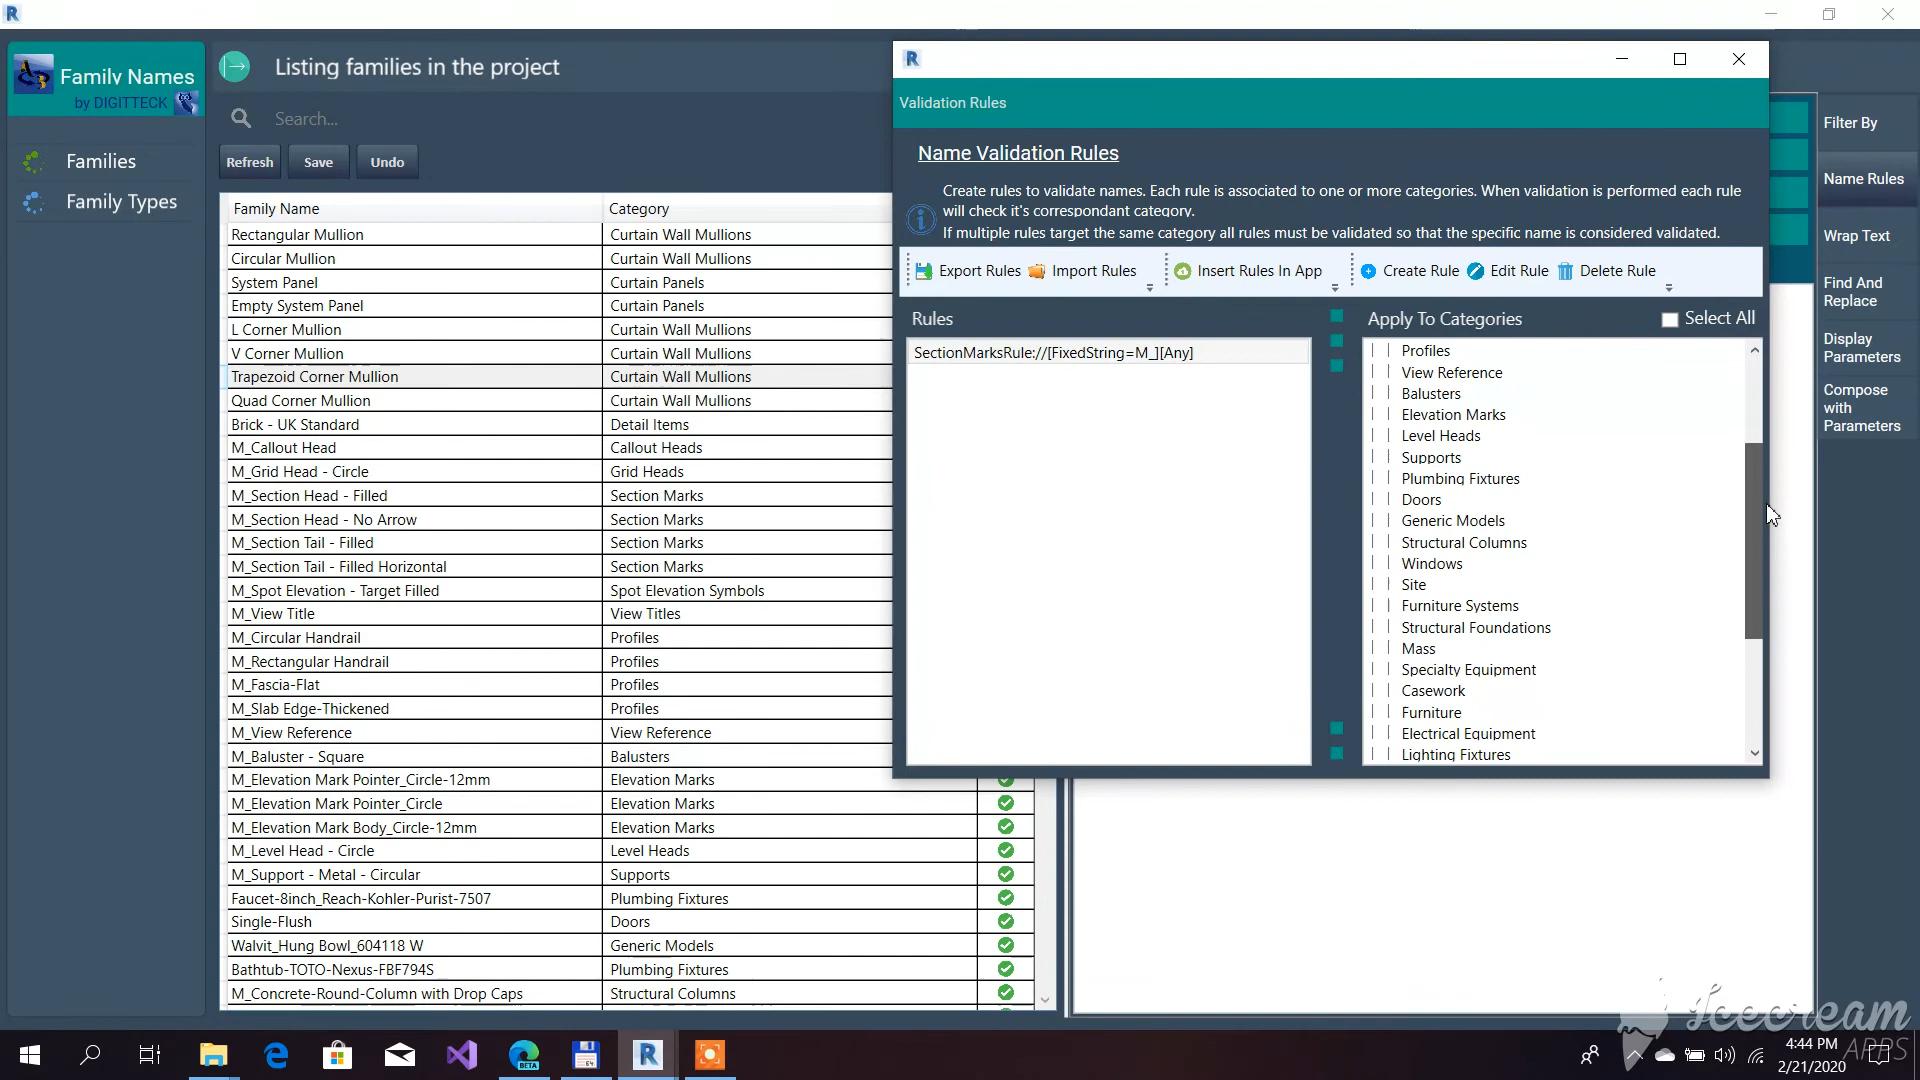 Family Names
by DIGITTECK
Families
Family Types
Listing families in the project
Search...
Refresh
Save
Undo
Family Name
Category
Rectangular Mullion
Curtain Wall Mullions
Circular Mullion
Curtain Wall Mullions
System Panel
Curtain Panels
Empty System Panel
Curtain Panels
L Corner Mullion
Curtain Wall Mullions
V Corner Mullion
Curtain Wall Mullions
Trapezoid Corner Mullion
Curtain Wall Mullions
Quad Corner Mullion
Curtain Wall Mullions
Brick - UK Standard
Detail Items
M_Callout Head
Callout Heads
M_Grid Head - Circle
Grid Heads
M_Section Head - Filled
Section Marks
M_Section Head - No Arrow
Section Marks
M_Section Tail - Filled
Section Marks
M_Section Tail - Filled Horizontal
Section Marks
M_Spot Elevation - Target Filled
Spot Elevation Symbols
M_View Title
View Titles
M_Circular Handrail
Profiles
M_Rectangular Handrail
Profiles
M_Fascia-Flat
Profiles
M_Slab Edge-Thickened
Profiles
M_View Reference
View Reference
M_Baluster - Square
Balusters
M_Elevation Mark Pointer_Circle-12mm
Elevation Marks
M_Elevation Mark Pointer_Circle
Elevation Marks
M_Elevation Mark Body_Circle-12mm
Elevation Marks
M_Level Head - Circle
Level Heads
M_Support - Metal - Circular
Supports
Faucet-8inch_Reach-Kohler-Purist-7507
Plumbing Fixtures
Single-Flush
Doors
Walvit_Hung Bowl_604118 W
Generic Models
Bathtub-TOTO-Nexus-FBF794S
Plumbing Fixtures
M_Concrete-Round-Column with Drop Caps
Structural Columns
Validation Rules
Name Validation Rules
Create rules to validate names. Each rule is associated to one or more categories. When validation is performed each rule
will check it's correspondant category.
If multiple rules target the same category all rules must be validated so that the specific name is considered validated.
Export Rules
Import Rules
Insert Rules In App
Create Rule
Edit Rule
Delete Rule
Rules
SectionMarksRule://[FixedString=M_][Any]
Apply To Categories
Select All
Profiles
View Reference
Balusters
Elevation Marks
Level Heads
Supports
Plumbing Fixtures
Doors
Generic Models
Structural Columns
Windows
Site
Furniture Systems
Structural Foundations
Mass
Specialty Equipment
Casework
Furniture
Electrical Equipment
Lighting Fixtures
Filter By
Name Rules
Wrap Text
Find And
Replace
Display
Parameters
Compose
with
Parameters
Icecream
APPS
BETA
4:44 PM
2/21/2020